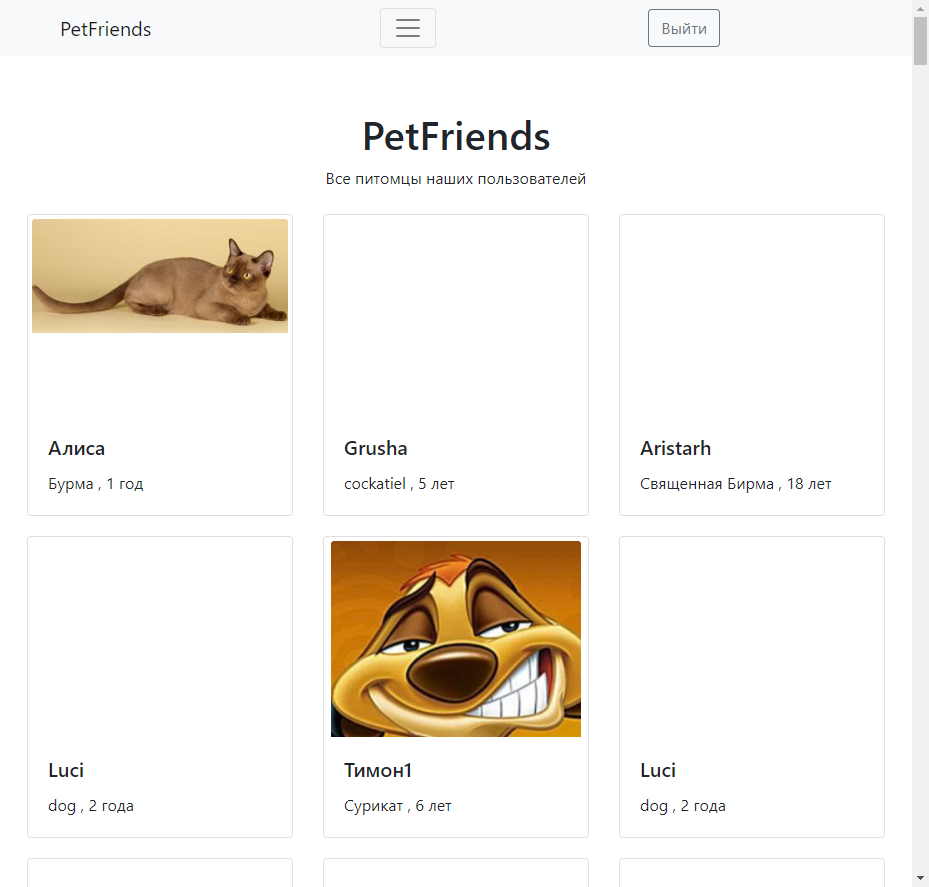 PetFriends
Выйти
PetFriends
Все питомцы наших пользователей
Алиса
Бурма , 1 год
Grusha
cockatiel , 5 лет
Aristarh
Священная Бирма , 18 лет
Luci
dog , 2 года
Тимон1
Сурикат , 6 лет
Luci
dog , 2 года